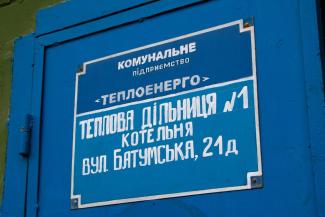 КОМУНАЛЬНЕ
ПІДПРИЄМСТВО
«ТЕПЛОЕНЕРГО»
ТЕПЛОВА ДІЛЬНИЦЯ №1
КОТЕЛЬНЯ
ВУЛ. БАТУМСЬКА, 21д